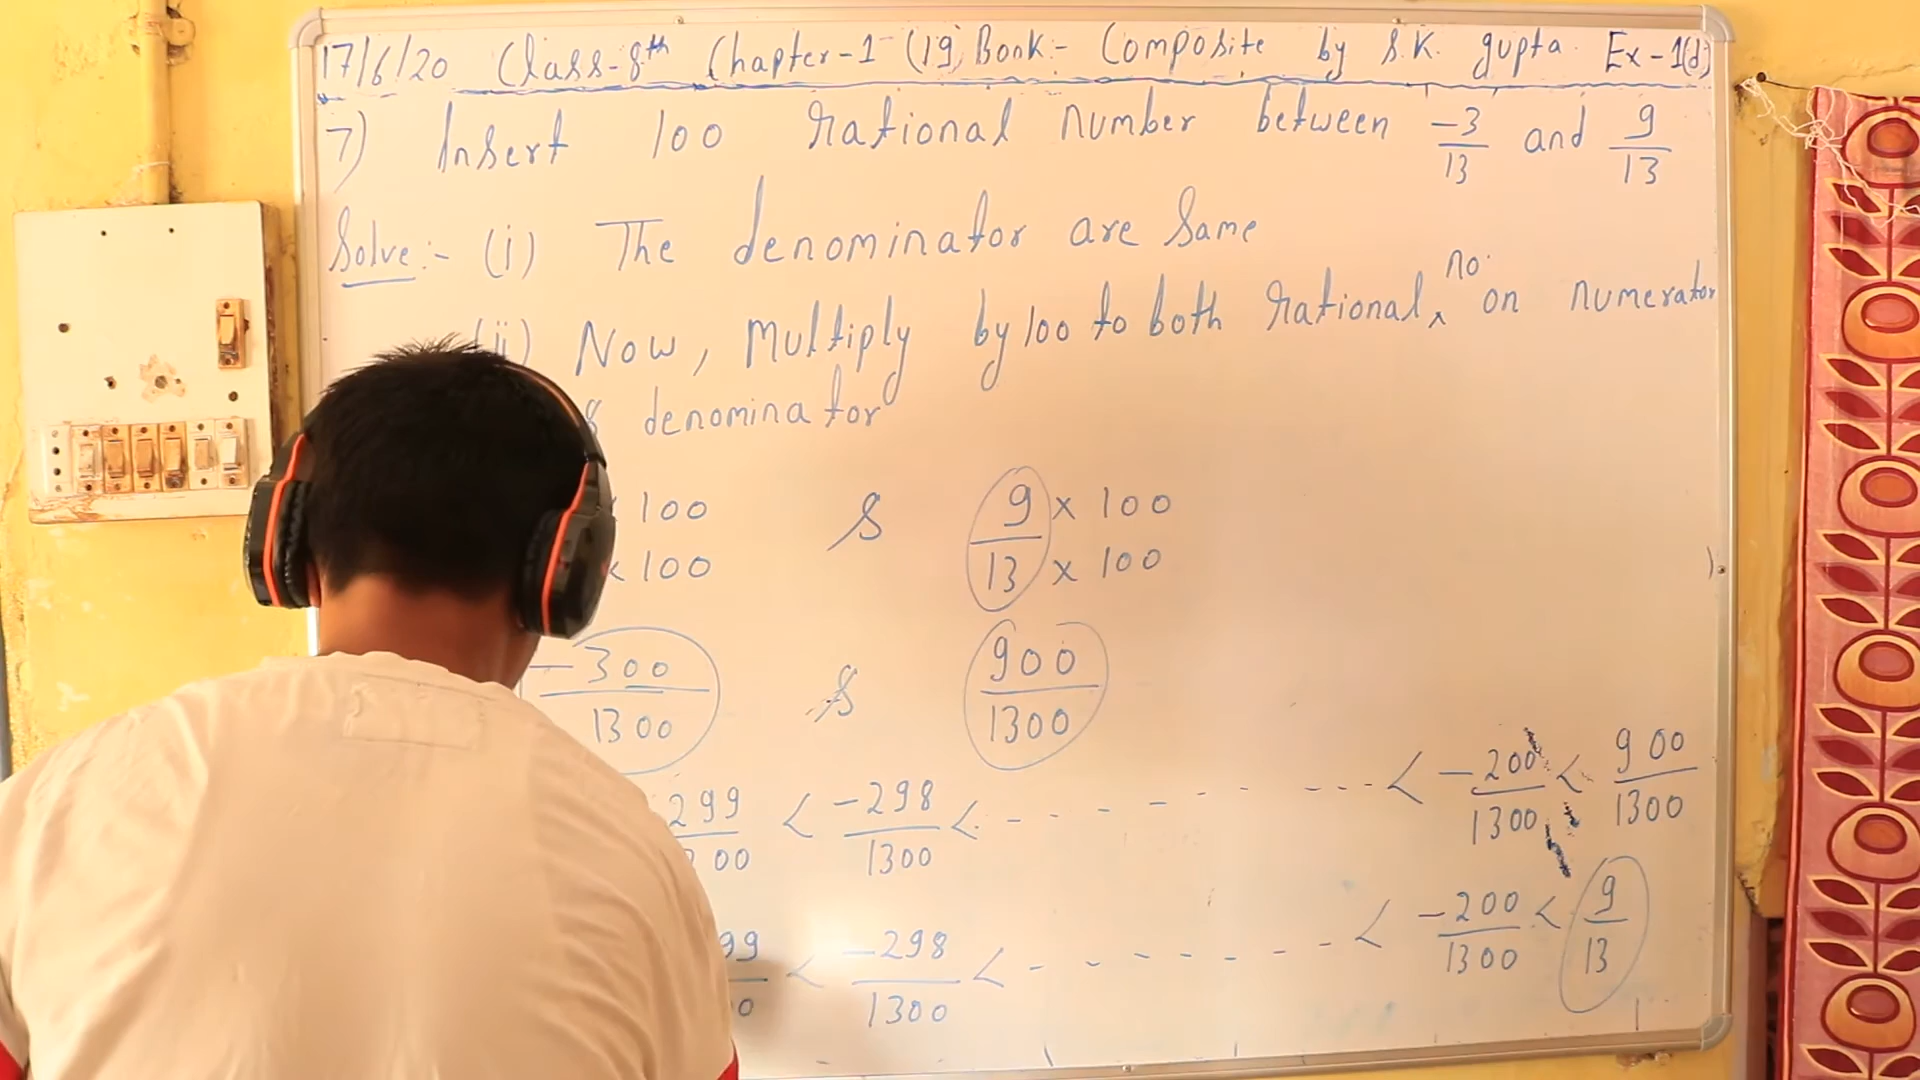 17/6/20 Class-8th Chapter-1 (19) Book:- Composite by S.K. gupta. Ex-1(d)
7) Insert 100 rational number between -3/13 and 9/13
Solve:- (i) The denominator are same
(ii) Now, Multiply by 100 to both rational, no. on numerator
& denominator
100 & 9 x 100
x 100 13 x 100
-300/1300 & 900/1300
299 < -298/1300 < - - - - - - - - - < -200/1300 < 900/1300
99 < -298/1300 < - - - - - - - < -200/1300 < 9/13